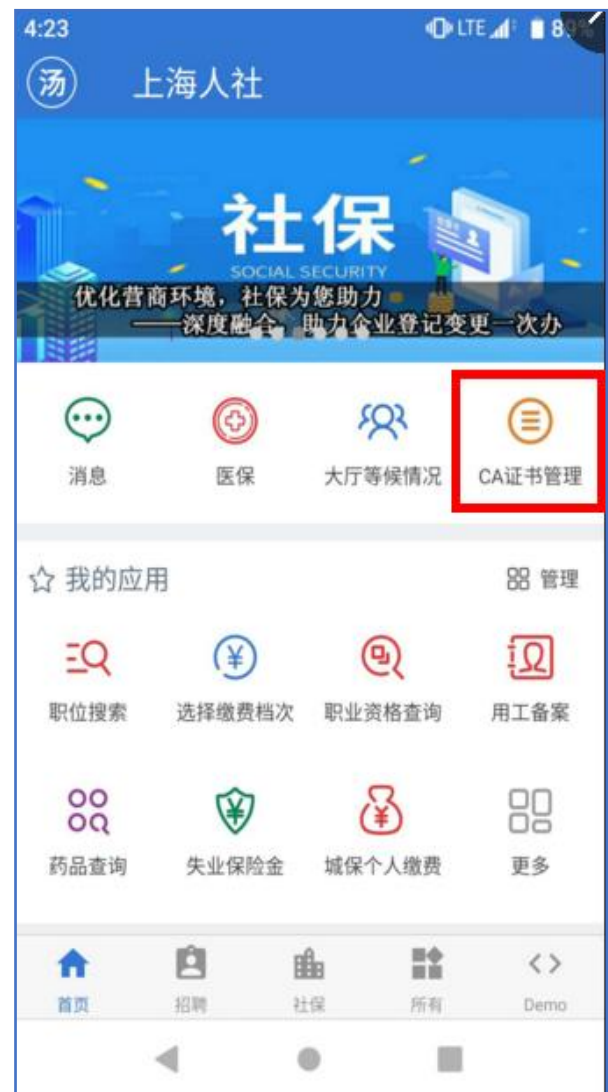 4:23 LTE 89%
汤 上海人社
社保
SOCIAL SECURITY
优化营商环境，社保为您助力
——深度融合，助力企业登记变更一次办
消息 医保 大厅等候情况 CA证书管理
我的应用 管理
职位搜索 选择缴费档次 职业资格查询 用工备案
药品查询 失业保险金 城保个人缴费 更多
首页 招聘 社保 所有 Demo